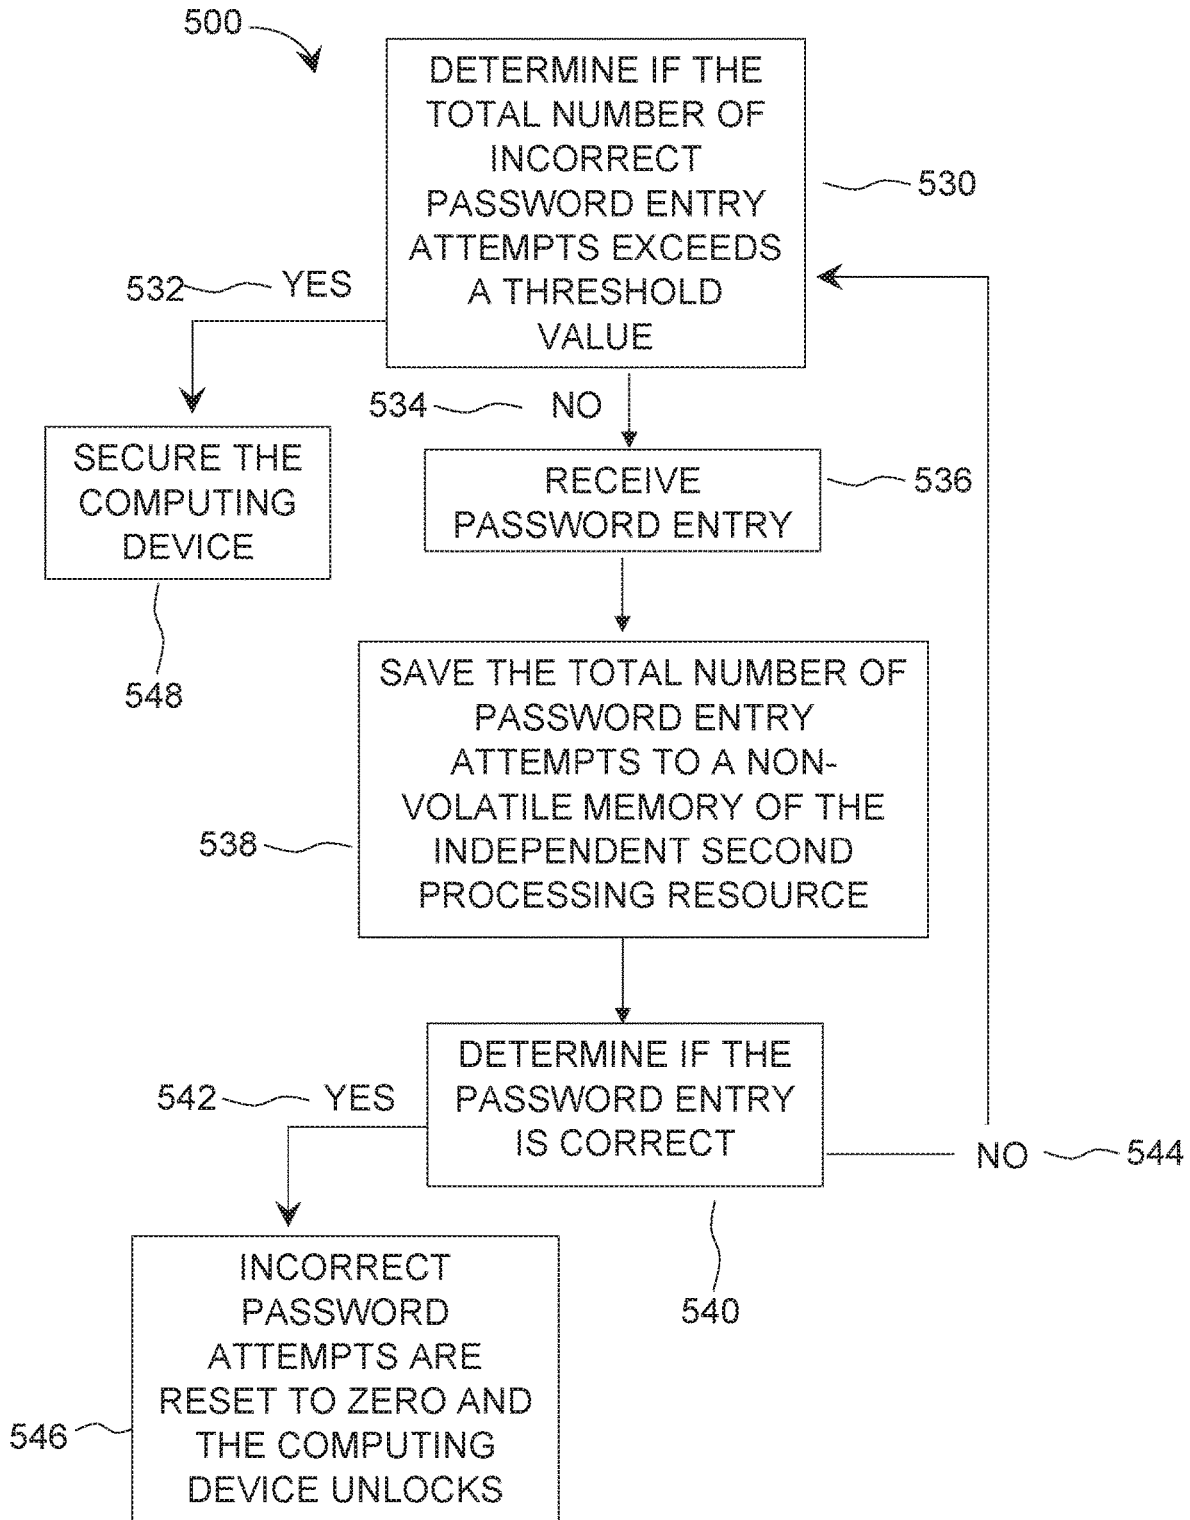 500
DETERMINE IF THE
TOTAL NUMBER OF
INCORRECT
PASSWORD ENTRY
ATTEMPTS EXCEEDS
A THRESHOLD
VALUE
530
532
YES
534
NO
SECURE THE
COMPUTING
DEVICE
548
RECEIVE
PASSWORD ENTRY
536
SAVE THE TOTAL NUMBER OF
PASSWORD ENTRY
ATTEMPTS TO A NON-
VOLATILE MEMORY OF THE
INDEPENDENT SECOND
PROCESSING RESOURCE
538
DETERMINE IF THE
PASSWORD ENTRY
IS CORRECT
540
542
YES
NO
544
INCORRECT
PASSWORD
ATTEMPTS ARE
RESET TO ZERO AND
THE COMPUTING
DEVICE UNLOCKS
546